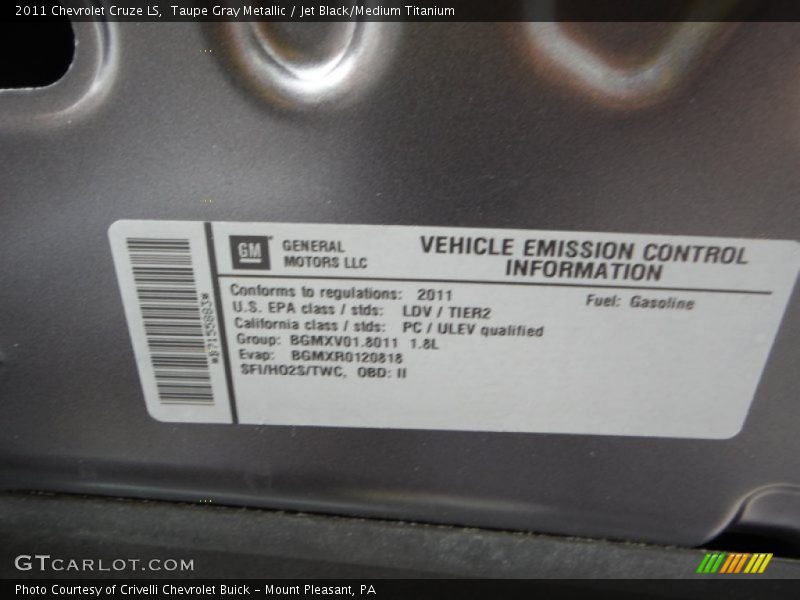 2011 Chevrolet Cruze LS,  Taupe Gray Metallic / Jet Black/Medium Titanium
GM
GENERAL
MOTORS LLC
VEHICLE EMISSION CONTROL
INFORMATION
Conforms to regulations: 2011
Fuel: Gasoline
U.S. EPA class / stds: LDV / TIER2
California class / stds: PC / ULEV qualified
Group: BGMXV01.8011 1.8L
Evap: BGMXR0120818
SFI/HO2S/TWC, OBD: II
GTCARLOT.COM
Photo Courtesy of Crivelli Chevrolet Buick - Mount Pleasant, PA